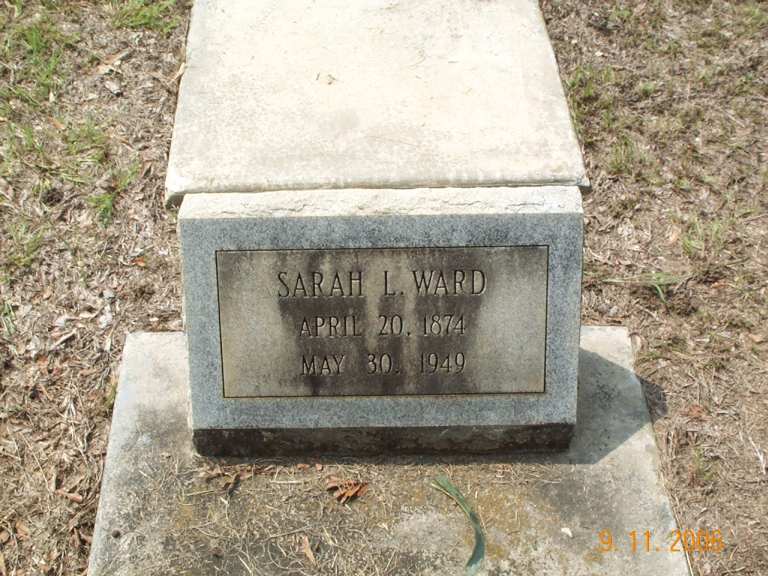 SARAH L. WARD
APRIL 20, 1874
MAY 30, 1949
9.11.2006